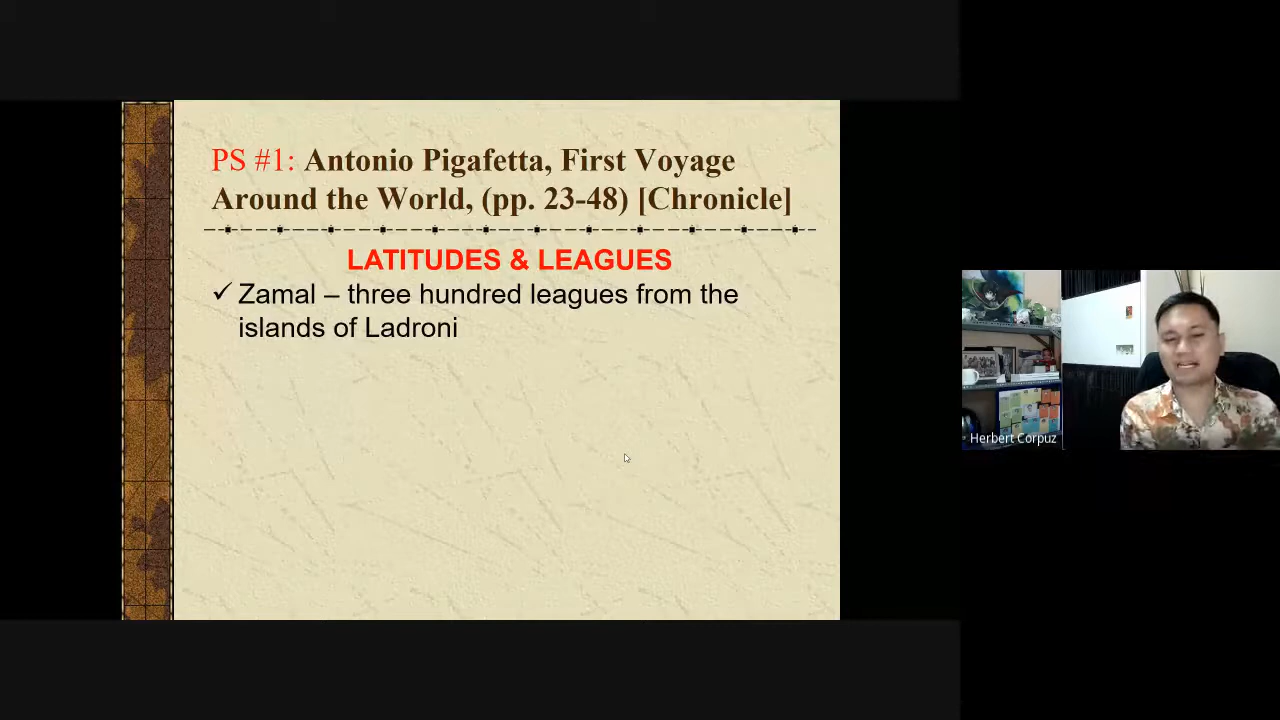 PS #1: Antonio Pigafetta, First Voyage
Around the World, (pp. 23-48) [Chronicle]
LATITUDES & LEAGUES
✓ Zamal – three hundred leagues from the
islands of Ladroni
Herbert Corpuz